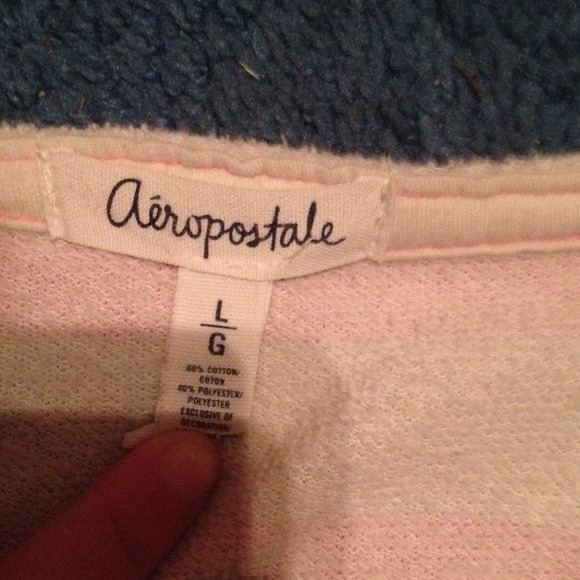 aéropostale
L
G
60% COTTON/
COTON
40% POLYESTER/
POLYESTER
EXCLUSIVE OF
DECORATION/